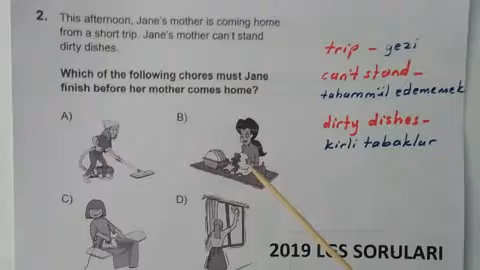 2. This afternoon, Jane's mother is coming home
from a short trip. Jane's mother can't stand
dirty dishes.
Which of the following chores must Jane
finish before her mother comes home?
A)
B)
C)
D)
trip - gezi
can't stand -
tahammül edememek
dirty dishes -
kirli tabaklar
2019 LGS SORULARI